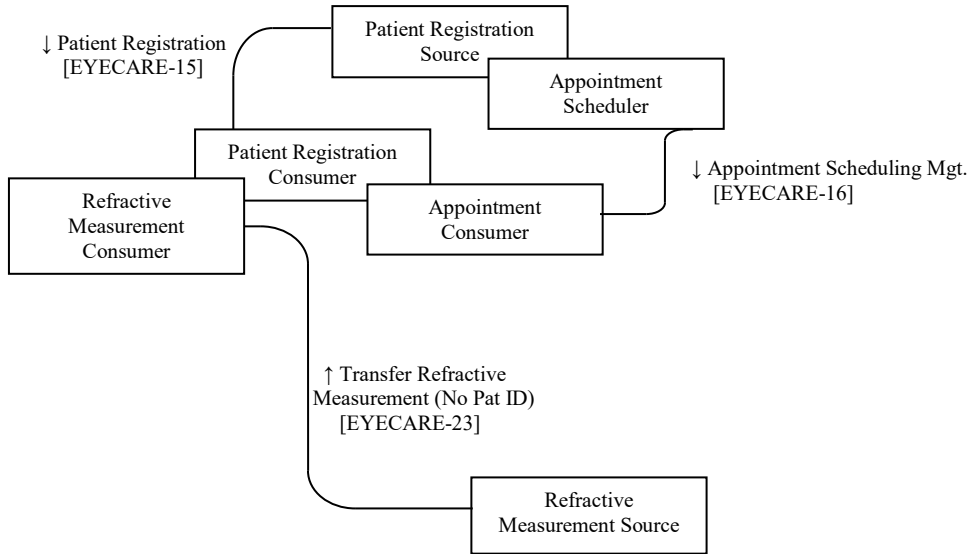 Patient Registration
Source
↓ Patient Registration
[EYECARE-15]
Appointment
Scheduler
Patient Registration
Consumer
↓ Appointment Scheduling Mgt.
[EYECARE-16]
Refractive
Measurement
Consumer
Appointment
Consumer
↑ Transfer Refractive
Measurement (No Pat ID)
[EYECARE-23]
Refractive
Measurement Source